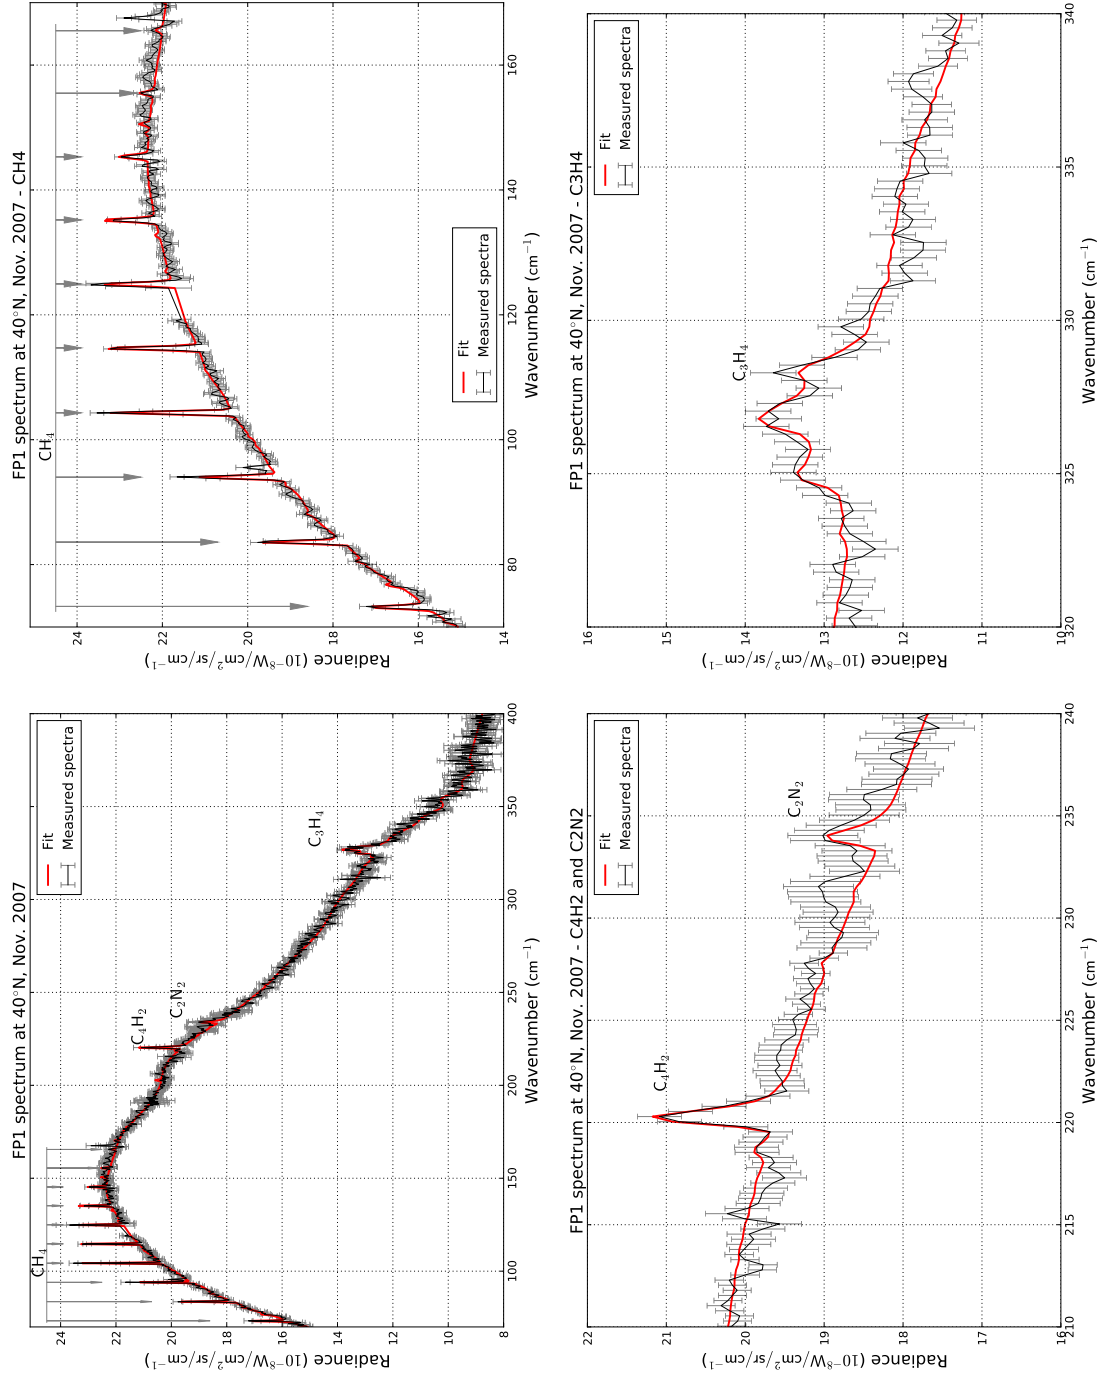 FP1 spectrum at 40°N, Nov. 2007
Fit
Measured spectra
CH₄
C₄H₂
C₂N₂
C₃H₄
24
22
20
18
16
14
12
10
8
100 150 200 250 300 350 400
Wavenumber (cm⁻¹)
Radiance (10⁻⁸W/cm²/sr/cm⁻¹)
FP1 spectrum at 40°N, Nov. 2007 - CH4
CH₄
Fit
Measured spectra
24
22
20
18
16
14
80 100 120 140 160
Wavenumber (cm⁻¹)
Radiance (10⁻⁸W/cm²/sr/cm⁻¹)
FP1 spectrum at 40°N, Nov. 2007 - C4H2 and C2N2
Fit
Measured spectra
C₄H₂
C₂N₂
22
21
20
19
18
17
16
15
210 215 220 225 230 235 240
Wavenumber (cm⁻¹)
Radiance (10⁻⁸W/cm²/sr/cm⁻¹)
FP1 spectrum at 40°N, Nov. 2007 - C3H4
Fit
Measured spectra
C₃H₄
16
15
14
13
12
11
10
320 325 330 335 340
Wavenumber (cm⁻¹)
Radiance (10⁻⁸W/cm²/sr/cm⁻¹)